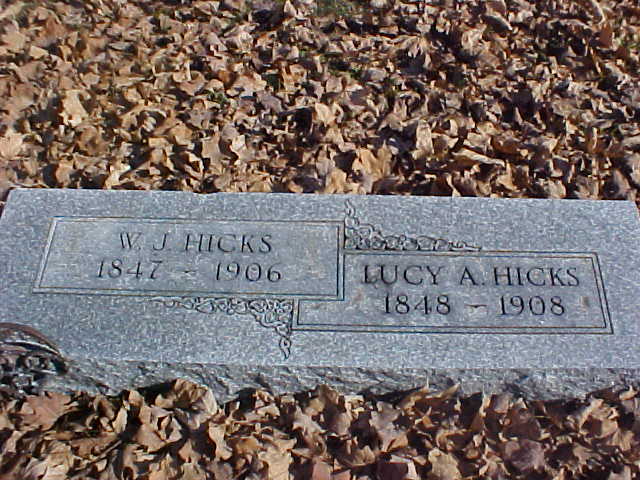 W. J. HICKS
1847 - 1906
LUCY A. HICKS
1848 - 1908